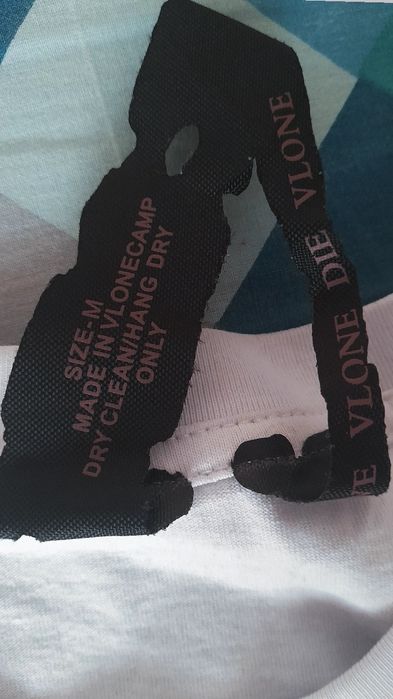 SIZE-M
MADE IN VLONECAMP
DRY CLEAN/HANG DRY
ONLY
VLONE DIE VLONE